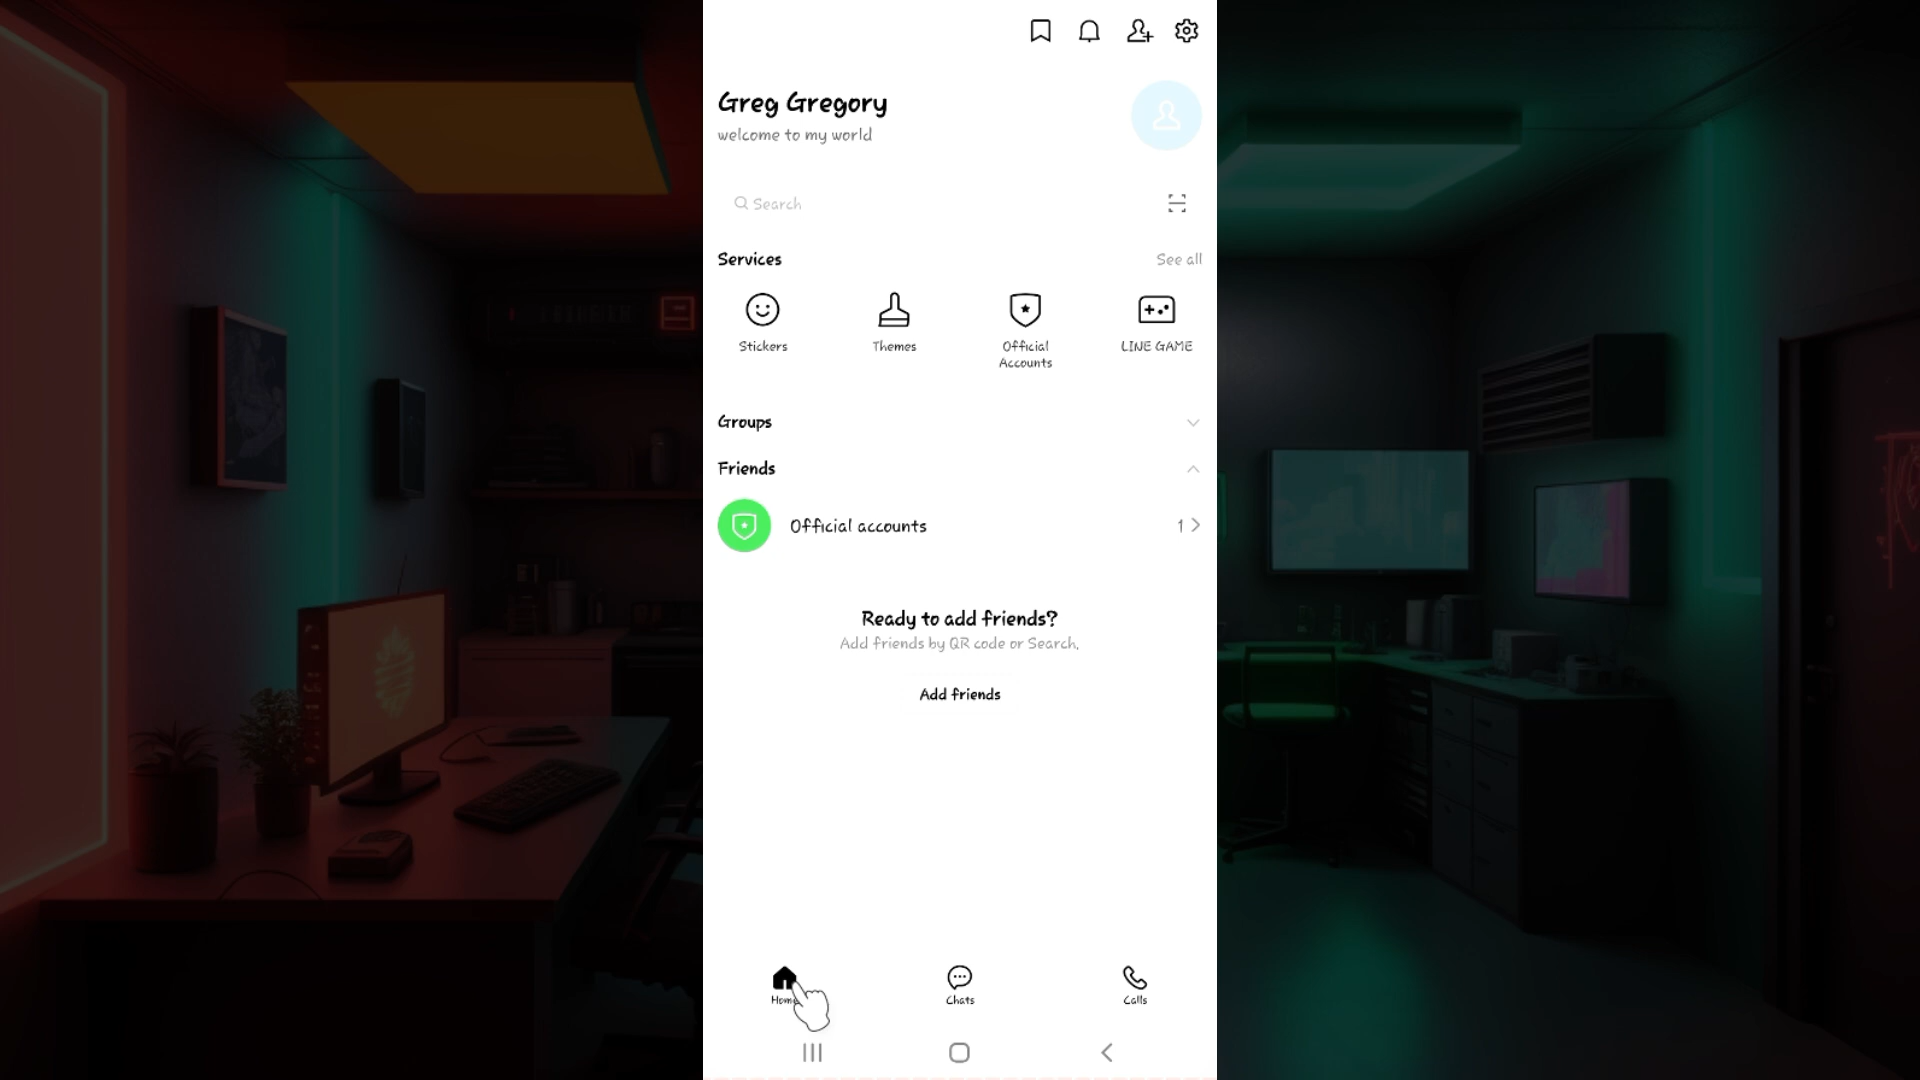 Greg Gregory
welcome to my world
Search
Services
See all
Stickers
Themes
Official
Accounts
LINE GAME
Groups
Friends
Official accounts
1
Ready to add friends?
Add friends by QR code or Search.
Add friends
Home
Chats
Calls